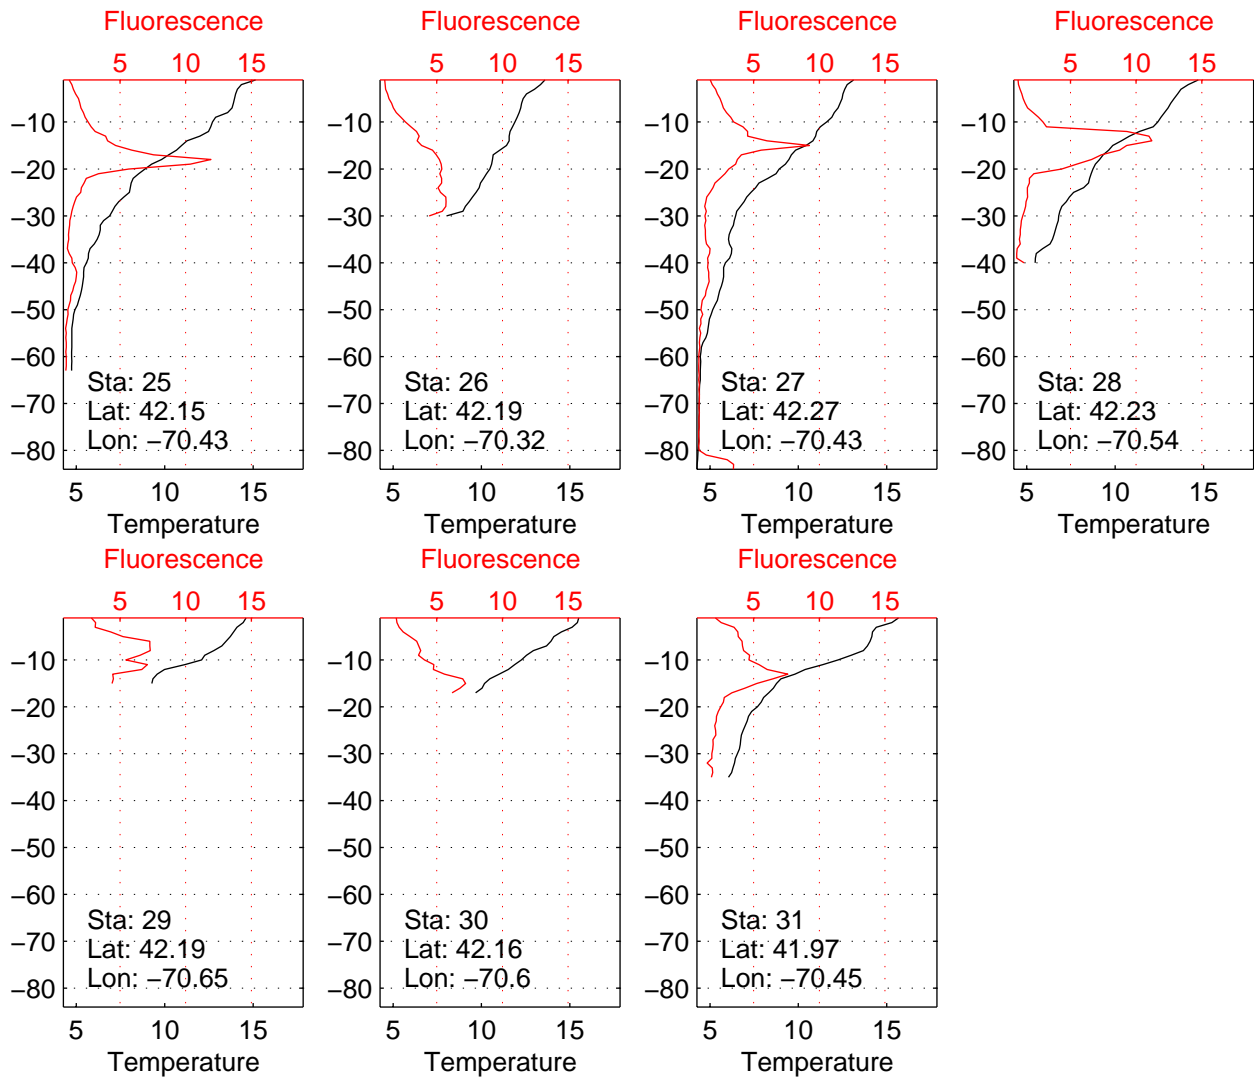 Fluorescence Fluorescence Fluorescence Fluorescence
5 10 15 5 10 15 5 10 15 5 10 15
−10 −10 −10 −10
−20 −20 −20 −20
−30 −30 −30 −30
−40 −40 −40 −40
−50 −50 −50 −50
−60 −60 −60 −60
Sta: 25 Sta: 26 Sta: 27 Sta: 28
−70 −70 −70 −70
Lat: 42.15 Lat: 42.19 Lat: 42.27 Lat: 42.23
Lon: −70.43 Lon: −70.32 Lon: −70.43 Lon: −70.54
−80 −80 −80 −80
5 10 15 5 10 15 5 10 15 5 10 15
Temperature Temperature Temperature Temperature
Fluorescence Fluorescence Fluorescence
5 10 15 5 10 15 5 10 15
−10 −10 −10
−20 −20 −20
−30 −30 −30
−40 −40 −40
−50 −50 −50
−60 −60 −60
Sta: 29 Sta: 30 Sta: 31
−70 −70 −70
Lat: 42.19 Lat: 42.16 Lat: 41.97
Lon: −70.65 Lon: −70.6 Lon: −70.45
−80 −80 −80
5 10 15 5 10 15 5 10 15
Temperature Temperature Temperature